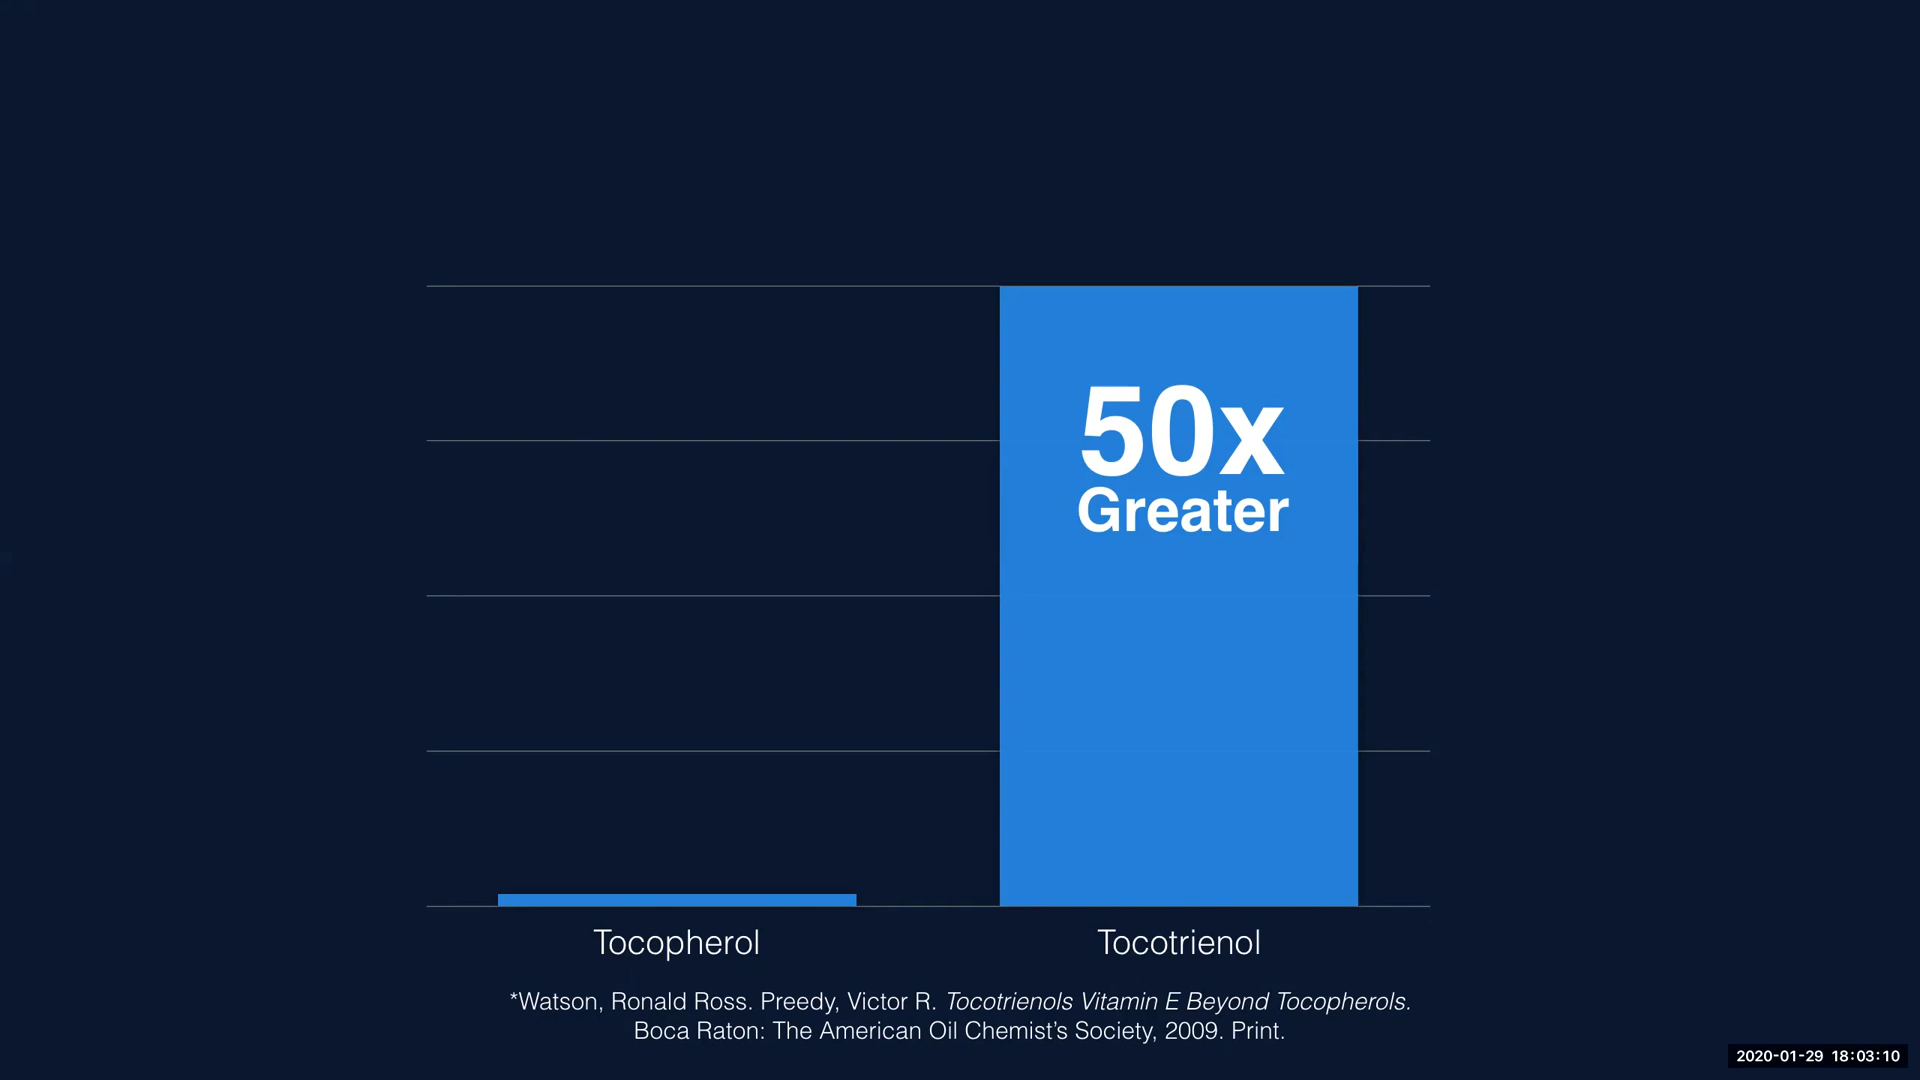 50x
Greater
Tocopherol
Tocotrienol
*Watson, Ronald Ross. Preedy, Victor R. Tocotrienols Vitamin E Beyond Tocopherols.
Boca Raton: The American Oil Chemist’s Society, 2009. Print.
2020-01-29 18:03:10